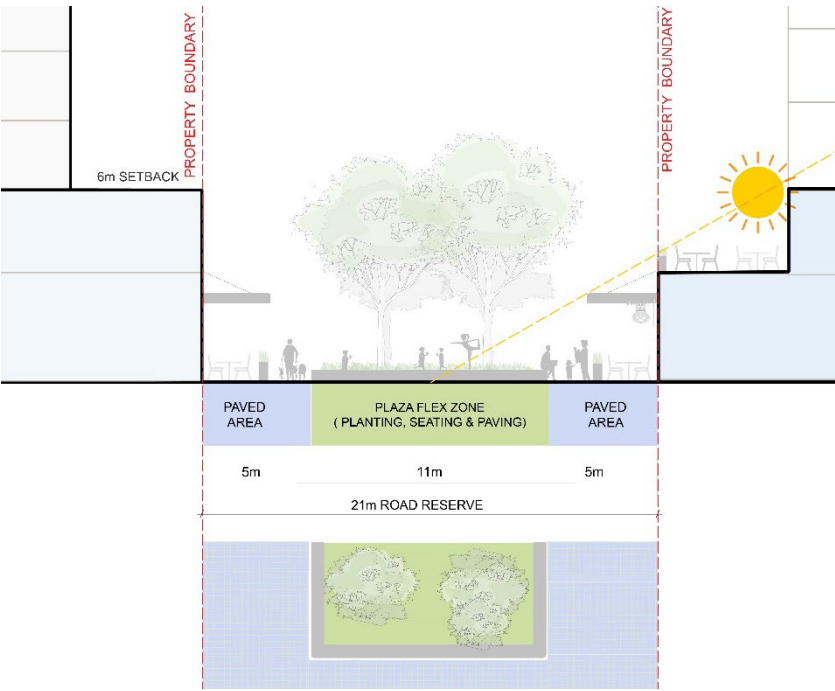 PROPERTY BOUNDARY
PROPERTY BOUNDARY
6m SETBACK
PAVED
AREA
PLAZA FLEX ZONE
( PLANTING, SEATING & PAVING)
PAVED
AREA
5m
11m
5m
21m ROAD RESERVE